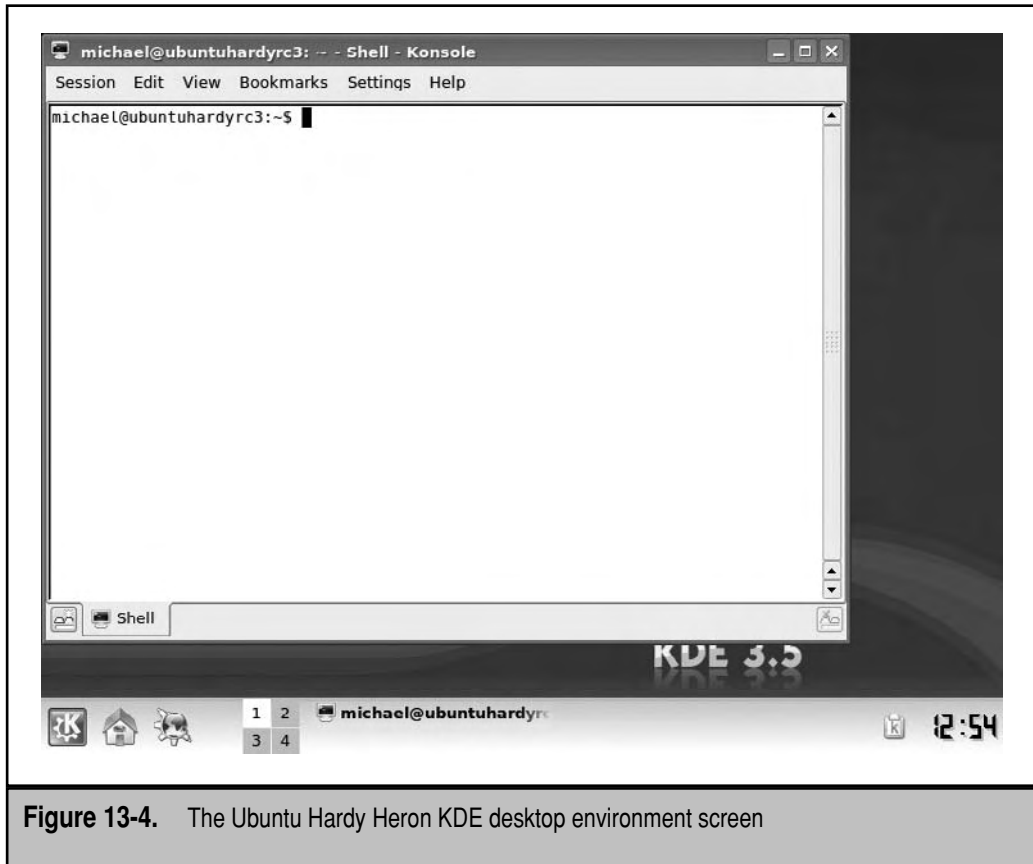 michael@ubuntuhardyrc3: ~ - Shell - Konsole
Session Edit View Bookmarks Settings Help
michael@ubuntuhardyrc3:~$
Shell
KDE 3.5
1 2 michael@ubuntuhardyr
3 4
12:54
Figure 13-4. The Ubuntu Hardy Heron KDE desktop environment screen